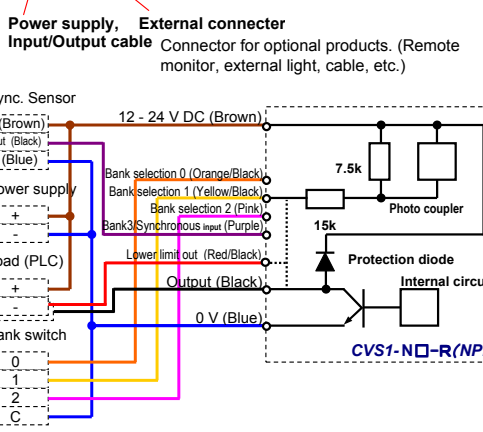 Power supply, External connecter
Input/Output cable
Connector for optional products. (Remote
monitor, external light, cable, etc.)
ync. Sensor
(Brown)
ut (Black)
(Blue)
ower supply
+
-
oad (PLC)
+
-
ank switch
0
1
2
C
12 - 24 V DC (Brown)
Bank selection 0 (Orange/Black)
Bank selection 1 (Yellow/Black)
Bank selection 2 (Pink)
Bank3/Synchronous input (Purple)
Lower limit out (Red/Black)
Output (Black)
0 V (Blue)
7.5k
Photo coupler
15k
Protection diode
Internal circu
CVS1-N□-R(NP